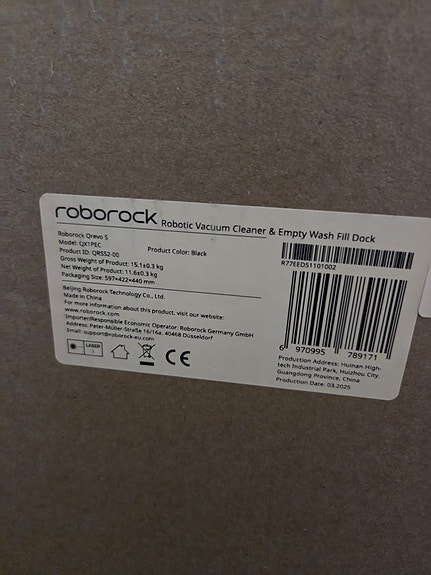 roborock Robotic Vacuum Cleaner & Empty Wash Fill Dock
Roborock Qrevo S
Model: QX1PEC Product Color: Black
Product ID: QR552-00
Gross Weight of Product: 15.1±0.3 kg
Net Weight of Product: 11.6±0.3 kg
Packaging Size: 597×422×440 mm
Beijing Roborock Technology Co., Ltd.
Made in China
For more information about this product, visit our website:
www.roborock.com
Importer/Responsible Economic Operator: Roborock Germany GmbH
Address: Peter-Müller-Straße 16/16a, 40468 Düsseldorf
Email: support@roborock-eu.com
LASER
1
CE
R77EED51101002
6 970995 789171
Production Address: Huinan High-
tech Industrial Park, Huizhou City,
Guangdong Province, China
Production Date: 03.2025